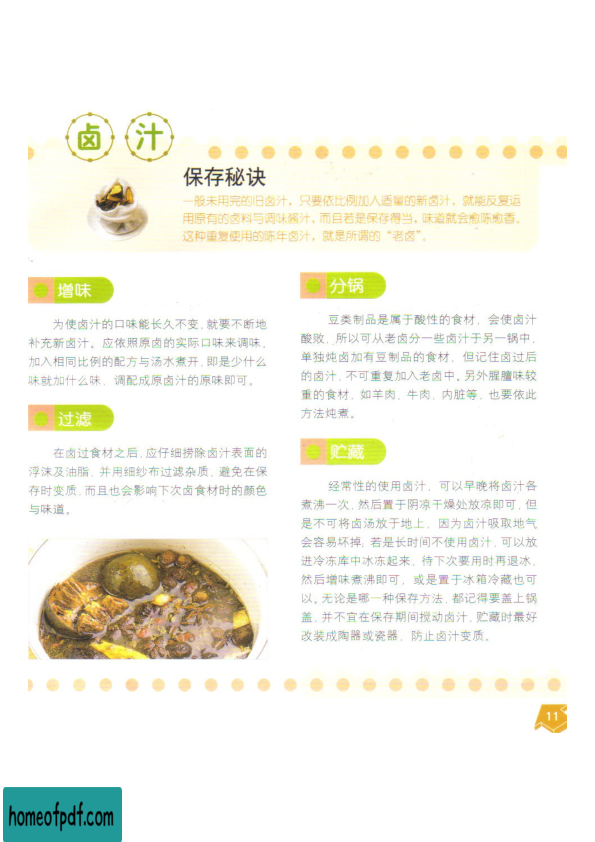 卤汁
保存秘诀
一般未用完的旧卤汁，只要依比例加入适量的新卤汁，就能反复运
用原有的卤料与调味酱汁，而且若是保存得当，味道就会愈陈愈香。
这种重复使用的陈年卤汁，就是所谓的“老卤”。
增味
为使卤汁的口味能长久不变，就要不断地
补充新卤汁。应依照原卤的实际口味来调味，
加入相同比例的配方与汤水煮开，即是少什么
味就加什么味，调配成原卤汁的原味即可。
过滤
在卤过食材之后，应仔细捞除卤汁表面的
浮沫及油脂，并用细纱布过滤杂质，避免在保
存时变质，而且也会影响下次卤食材时的颜色
与味道。
分锅
豆类制品是属于酸性的食材，会使卤汁
酸败，所以可从老卤分一些卤汁于另一锅中，
单独炖卤加有豆制品的食材，但记住卤过后
的卤汁，不可重复加入老卤中。另外腥膻味较
重的食材，如羊肉、牛肉、内脏等，也要依此
方法炖煮。
贮藏
经常性的使用卤汁，可以早晚将卤汁各
煮沸一次，然后置于阴凉干燥处放凉即可，但
是不可将卤汤放于地上，因为卤汁吸取地气
会容易坏掉，若是长时间不使用卤汁，可以放
进冷冻库中冰冻起来，待下次要用时再退冰，
然后增味煮沸即可，或是置于冰箱冷藏也可
以。无论是哪一种保存方法，都记得要盖上锅
盖，并不宜在保存期间搅动卤汁，贮藏时最好
改装成陶器或瓷器，防止卤汁变质。
11
homeofpdf.com